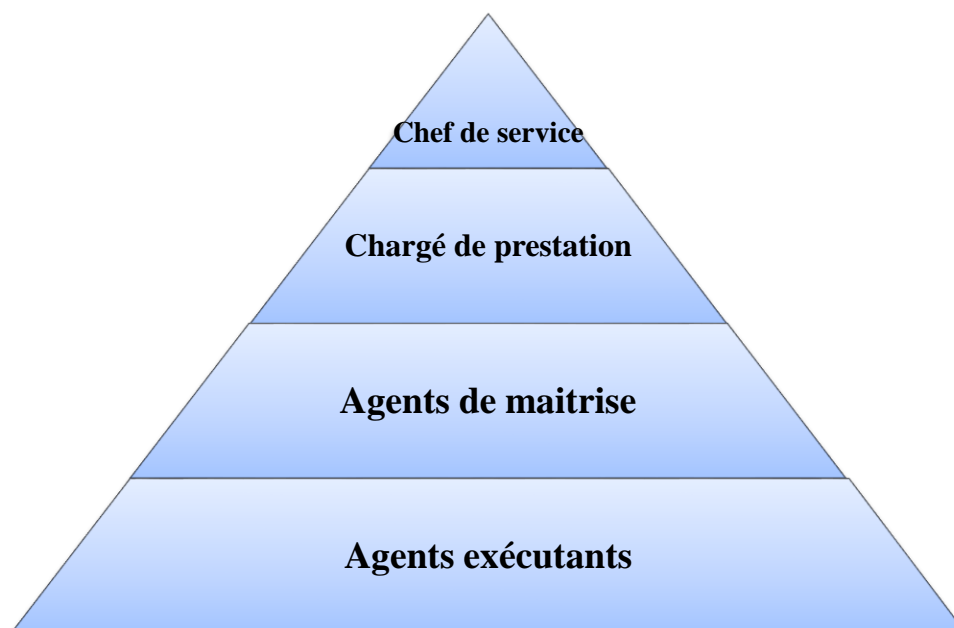 Chef de service
Chargé de prestation
Agents de maitrise
Agents exécutants